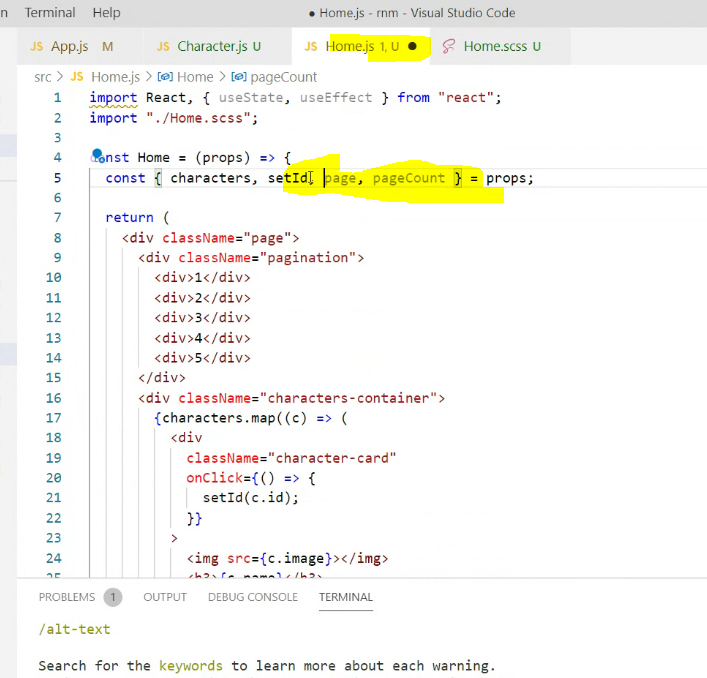 n Terminal Help ● Home.js - rnm - Visual Studio Code
JS App.js M JS Character.js U JS Home.js 1, U ● Home.scss U
src > JS Home.js > Home > pageCount
1 import React, { useState, useEffect } from "react";
2 import "./Home.scss";
3
4 nst Home = (props) => {
5 const { characters, setId, page, pageCount } = props;
6
7 return (
8 <div className="page">
9 <div className="pagination">
10 <div>1</div>
11 <div>2</div>
12 <div>3</div>
13 <div>4</div>
14 <div>5</div>
15 </div>
16 <div className="characters-container">
17 {characters.map((c) => (
18 <div
19 className="character-card"
20 onClick={() => {
21 setId(c.id);
22 }}
23 >
24 <img src={c.image}></img>
25 <h3>{c.name}</h3>
PROBLEMS 1 OUTPUT DEBUG CONSOLE TERMINAL
/alt-text
Search for the keywords to learn more about each warning.